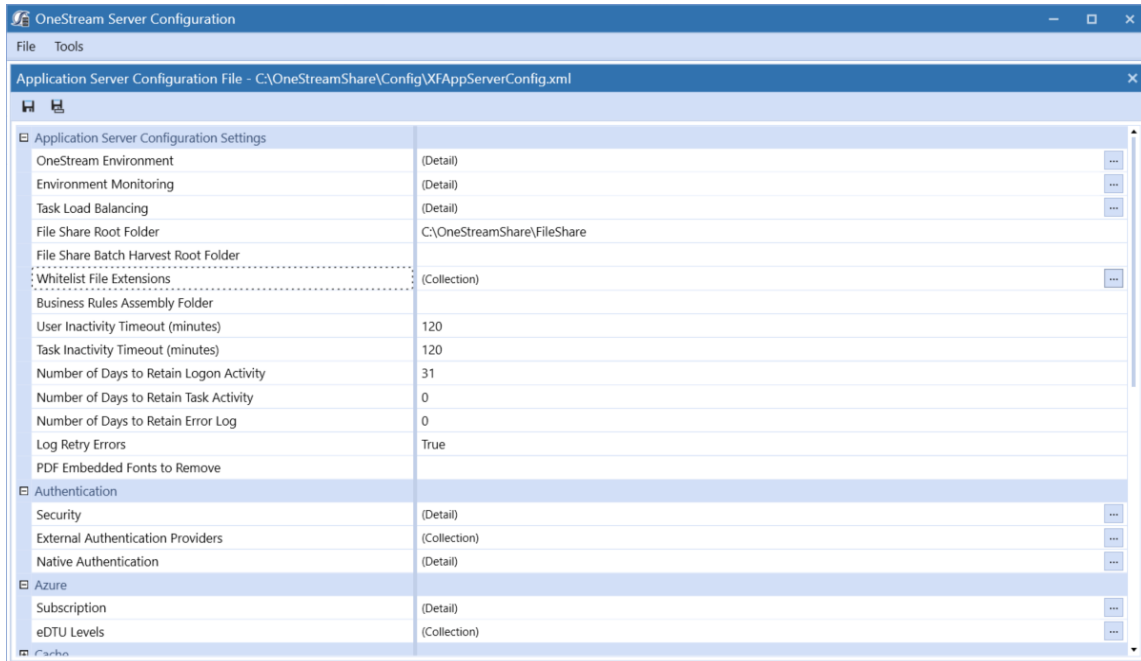 OneStream Server Configuration
File Tools
Application Server Configuration File - C:\OneStreamShare\Config\XFAppServerConfig.xml
Application Server Configuration Settings
OneStream Environment (Detail) ...
Environment Monitoring (Detail) ...
Task Load Balancing (Detail) ...
File Share Root Folder C:\OneStreamShare\FileShare
File Share Batch Harvest Root Folder
Whitelist File Extensions (Collection) ...
Business Rules Assembly Folder
User Inactivity Timeout (minutes) 120
Task Inactivity Timeout (minutes) 120
Number of Days to Retain Logon Activity 31
Number of Days to Retain Task Activity 0
Number of Days to Retain Error Log 0
Log Retry Errors True
PDF Embedded Fonts to Remove
Authentication
Security (Detail) ...
External Authentication Providers (Collection) ...
Native Authentication (Detail) ...
Azure
Subscription (Detail) ...
eDTU Levels (Collection) ...
Cache